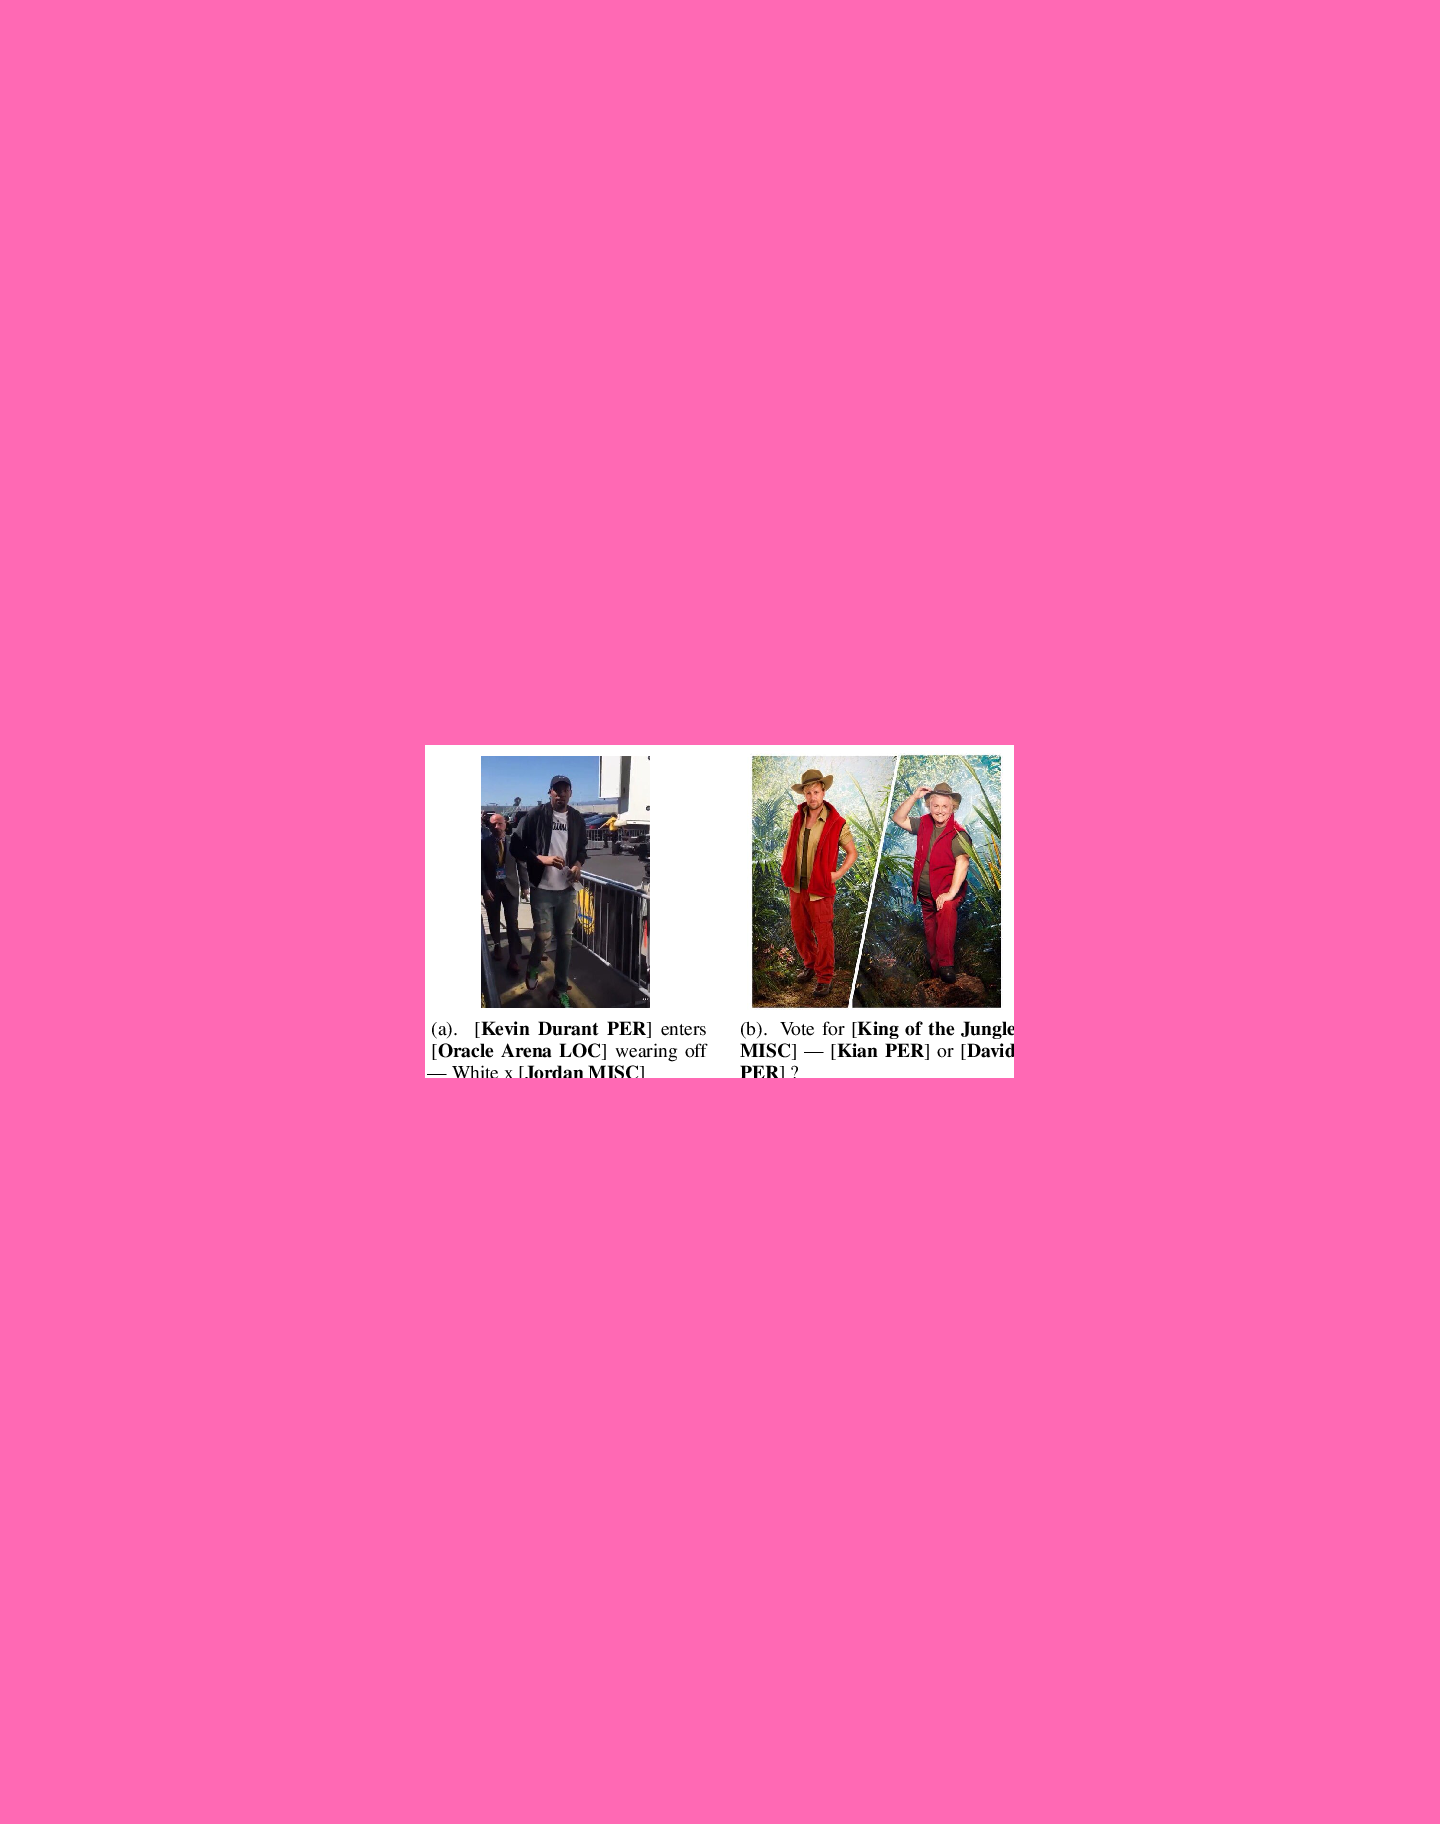 (a). [Kevin Durant PER] enters
[Oracle Arena LOC] wearing off
— White x [Jordan MISC]
(b). Vote for [King of the Jungle
MISC] — [Kian PER] or [David
PER] ?